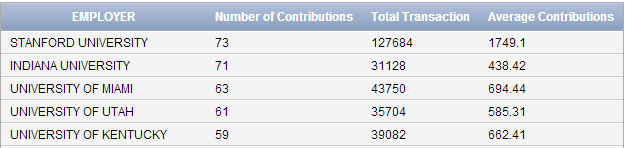 EMPLOYER Number of Contributions Total Transaction Average Contributions
STANFORD UNIVERSITY 73 127684 1749.1
INDIANA UNIVERSITY 71 31128 438.42
UNIVERSITY OF MIAMI 63 43750 694.44
UNIVERSITY OF UTAH 61 35704 585.31
UNIVERSITY OF KENTUCKY 59 39082 662.41